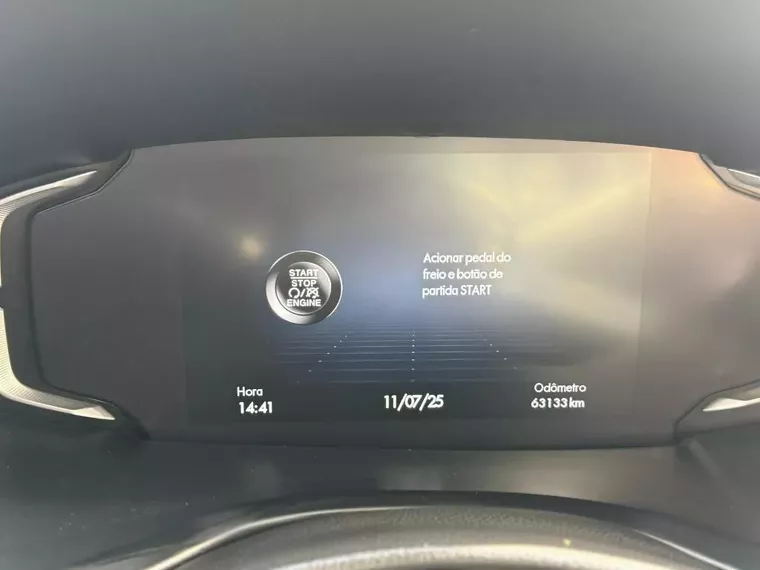 START
STOP
ENGINE
Acionar pedal do
freio e botão de
partida START
Hora
14:41
11/07/25
Odômetro
63133 km